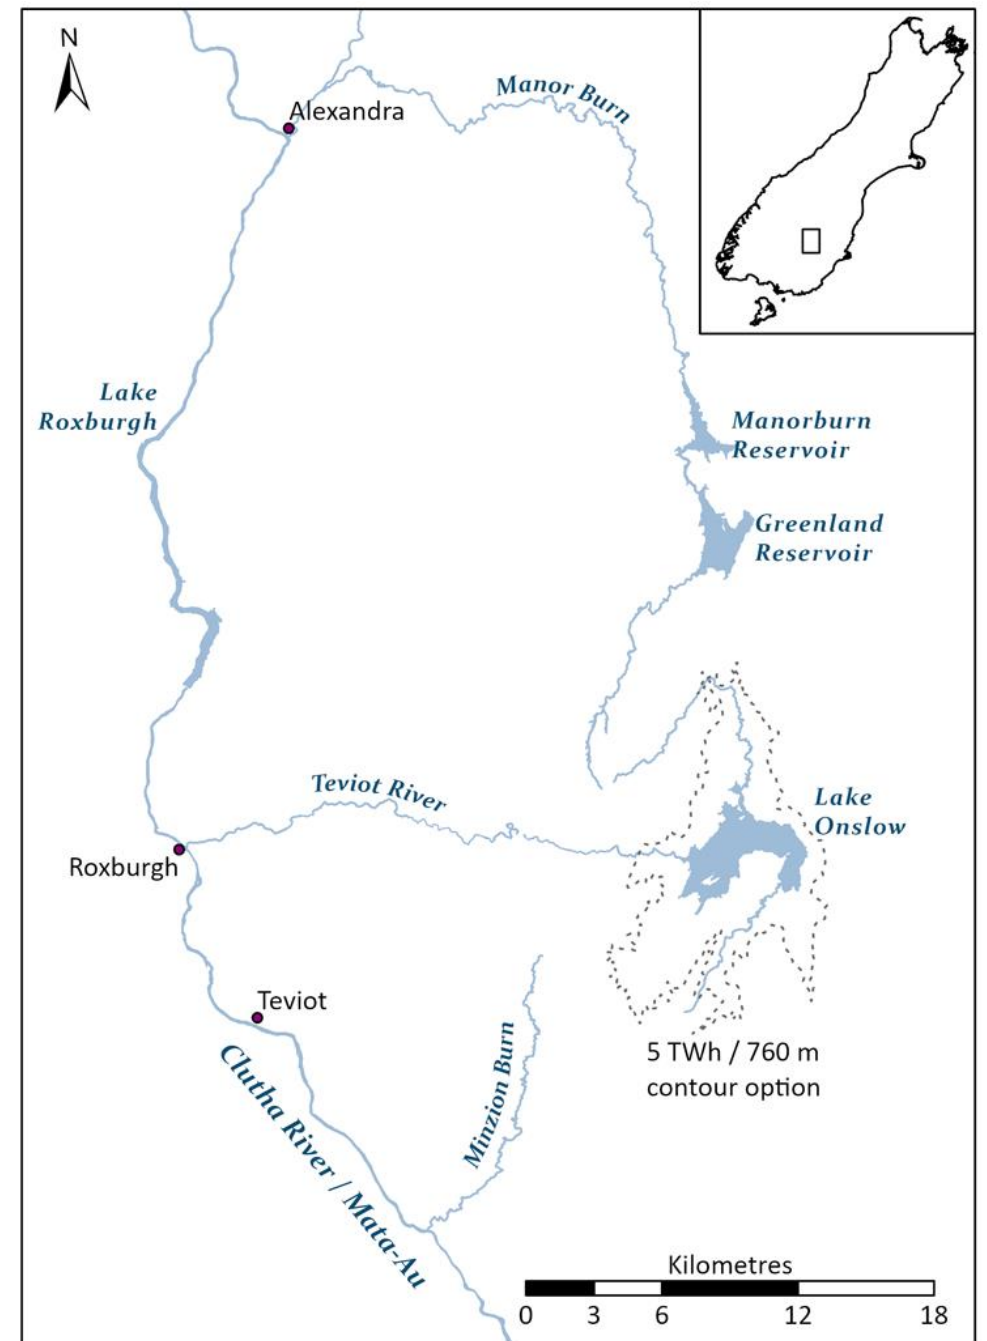 N
Alexandra
Manor Burn
Lake
Roxburgh
Manorburn
Reservoir
Greenland
Reservoir
Teviot River
Lake
Onslow
Roxburgh
Teviot
Clutha River / Mata-Au
Minzion Burn
5 TWh / 760 m
contour option
Kilometres
0 3 6 12 18